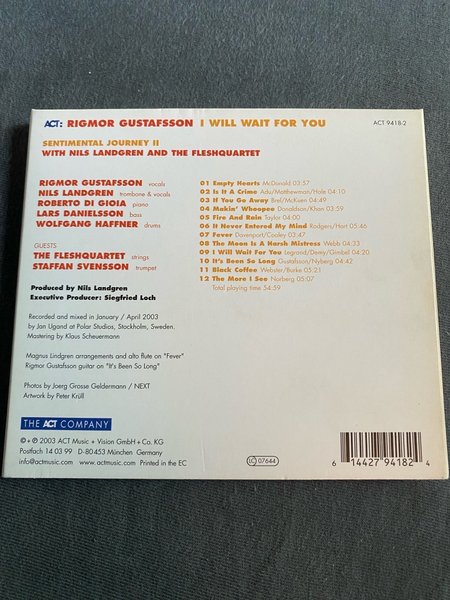 ACT: RIGMOR GUSTAFSSON I WILL WAIT FOR YOU
ACT 9418-2
SENTIMENTAL JOURNEY II
WITH NILS LANDGREN AND THE FLESHQUARTET
RIGMOR GUSTAFSSON vocals
NILS LANDGREN trombone & vocals
ROBERTO DI GIOIA piano
LARS DANIELSSON bass
WOLFGANG HAFFNER drums
GUESTS
THE FLESHQUARTET strings
STAFFAN SVENSSON trumpet
Produced by Nils Landgren
Executive Producer: Siegfried Loch
Recorded and mixed in January / April 2003
by Jan Ugand at Polar Studios, Stockholm, Sweden.
Mastering by Klaus Scheuermann
Magnus Lindgren arrangements and alto flute on "Fever"
Rigmor Gustafsson guitar on "It's Been So Long"
Photos by Joerg Grosse Geldermann / NEXT
Artwork by Peter Krüll
01 Empty Hearts McDonald 03:57
02 Is It A Crime Adu/Matthewman/Hale 04:10
03 If You Go Away Brel/McKuen 04:49
04 Makin' Whoopee Donaldson/Khan 03:59
05 Fire And Rain Taylor 04:00
06 It Never Entered My Mind Rodgers/Hart 05:46
07 Fever Davenport/Cooley 03:47
08 The Moon Is A Harsh Mistress Webb 04:33
09 I Will Wait For You Legrand/Demy/Gimbel 04:20
10 It's Been So Long Gustafsson/Nyberg 04:12
11 Black Coffee Webster/Burke 05:21
12 The More I See Norberg 05:07
Total playing time 54:59
THE ACT COMPANY
© + ℗ 2003 ACT Music + Vision GmbH + Co. KG
Postfach 14 03 99 D-80453 München Germany
info@actmusic.com www.actmusic.com Printed in the EC
LC 07644
6 14427 94182 4